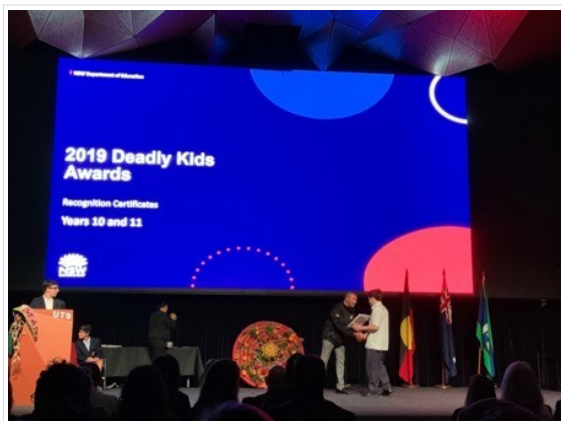 NSW Department of Education
2019 Deadly Kids
Awards
Recognition Certificates
Years 10 and 11
NSW
UTS